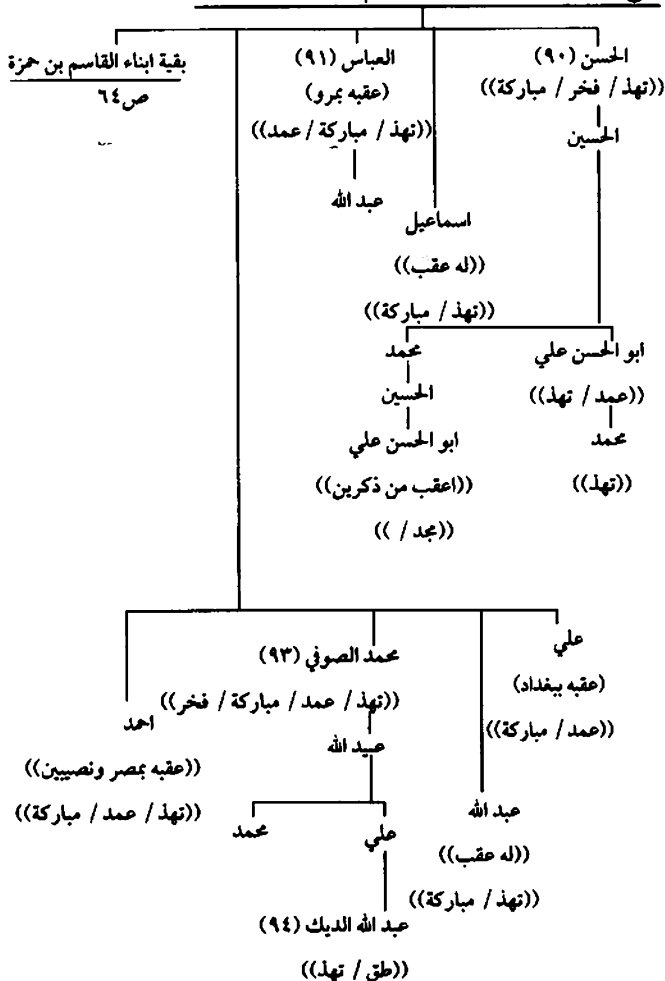 الحسن (٩٠)
((تهذ / فخر / مباركة))
الحسين
العباس (٩١)
(عقبه بمرو)
((تهذ / مباركة / عمد))
عبد الله
بقية ابناء القاسم بن حمزة
ص٦٤
اسماعيل
((له عقب))
((تهذ / مباركة))
ابو الحسن علي
((عمد / تهذ))
محمد
((تهذ))
محمد
الحسين
ابو الحسن علي
((اعقب من ذكرين))
((مجد / ))
علي
(عقبه ببغداد)
((عمد / مباركة))
عبد الله
((له عقب))
((تهذ / مباركة))
محمد الصوفي (٩٣)
((تهذ / عمد / مباركة / فخر))
عبيد الله
علي
محمد
عبد الله الديك (٩٤)
((طق / تهذ))
احمد
((عقبه بمصر ونصيبين))
((تهذ / عمد / مباركة))